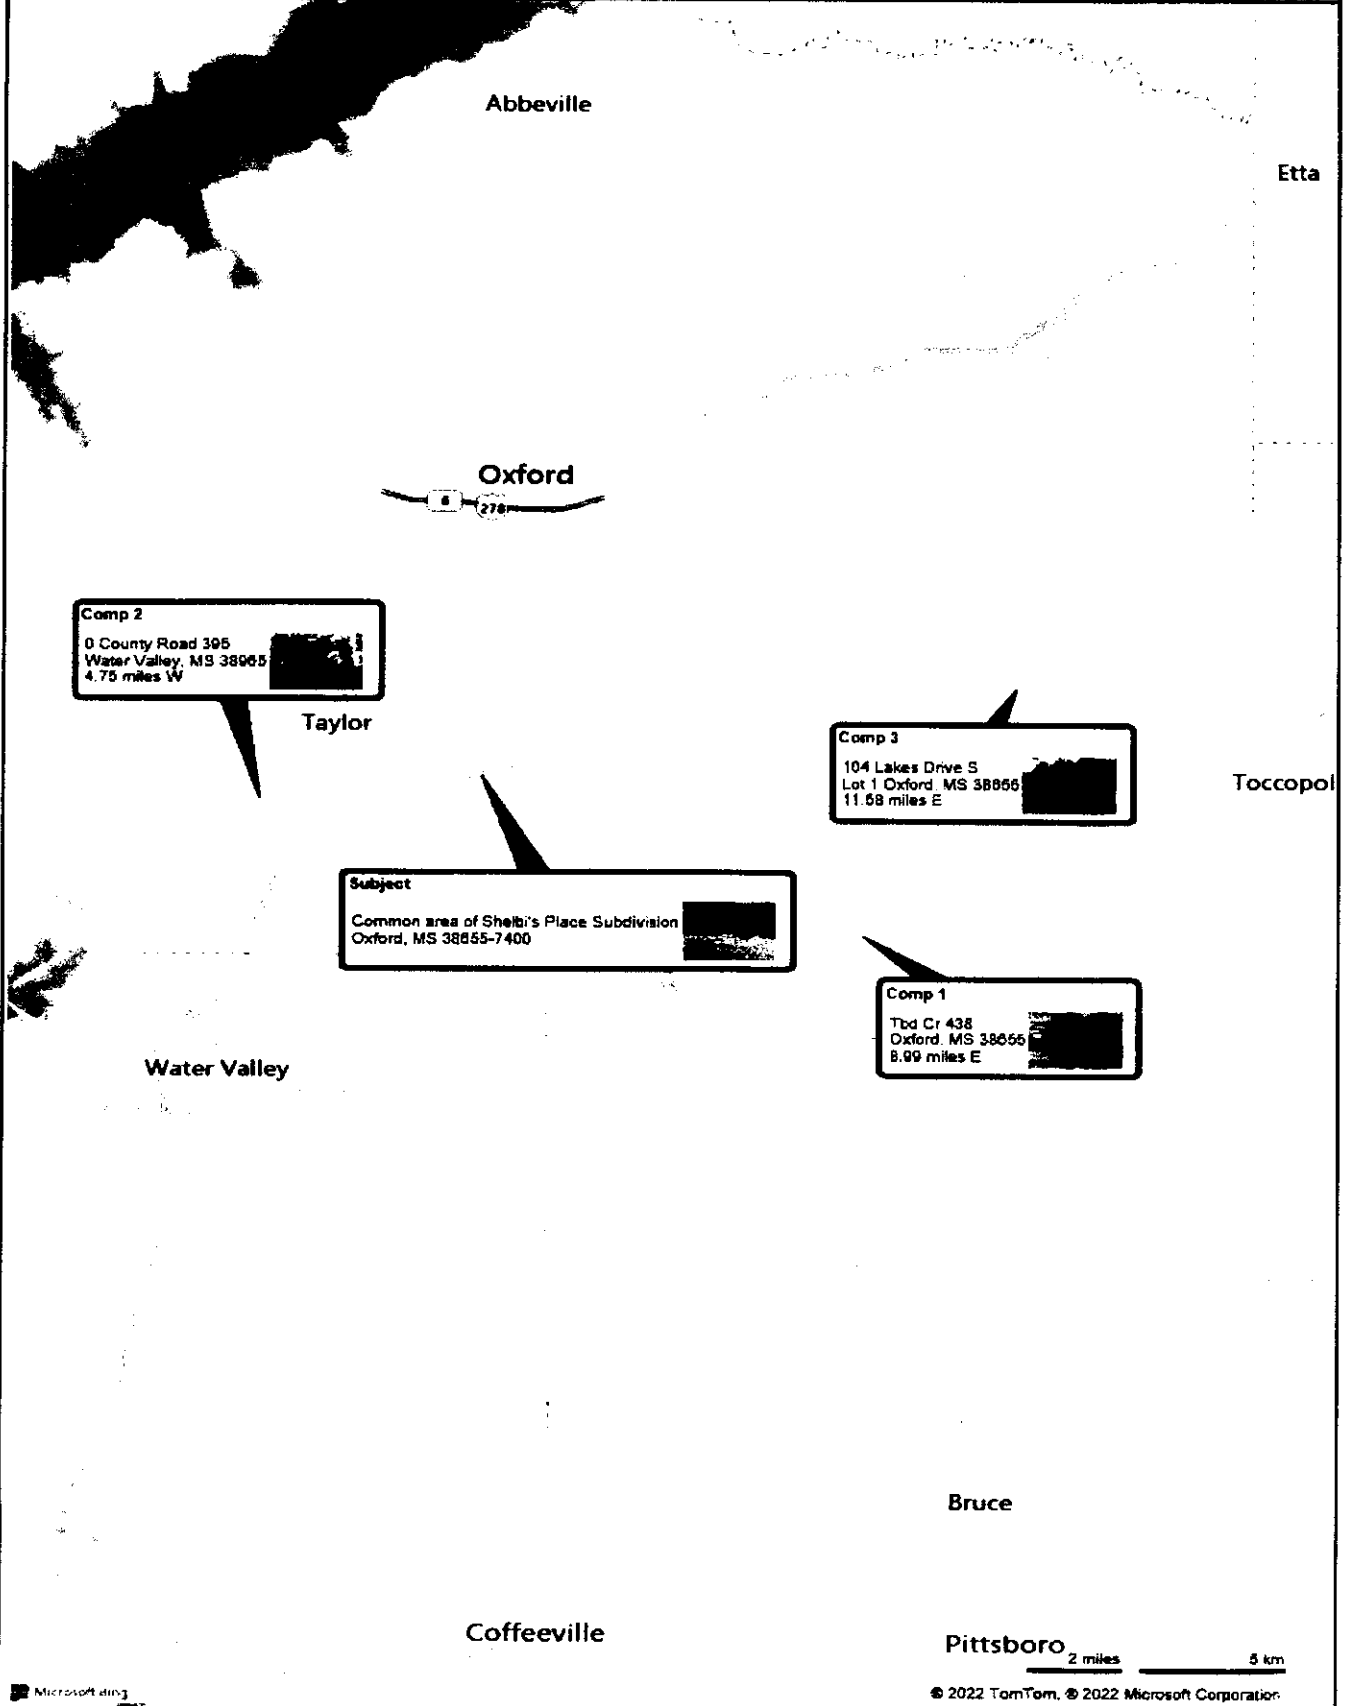 Abbeville
Etta
Oxford
6
278
Comp 2
0 County Road 395
Water Valley, MS 38965
4.75 miles W
Taylor
Comp 3
104 Lakes Drive S
Lot 1 Oxford, MS 38655
11.58 miles E
Toccopol
Subject
Common area of Shelbi's Place Subdivision
Oxford, MS 38655-7400
Comp 1
Tbd Cr 438
Oxford, MS 38655
8.99 miles E
Water Valley
Bruce
Coffeeville
Pittsboro
2 miles
5 km
Microsoft Bing
© 2022 TomTom, © 2022 Microsoft Corporation